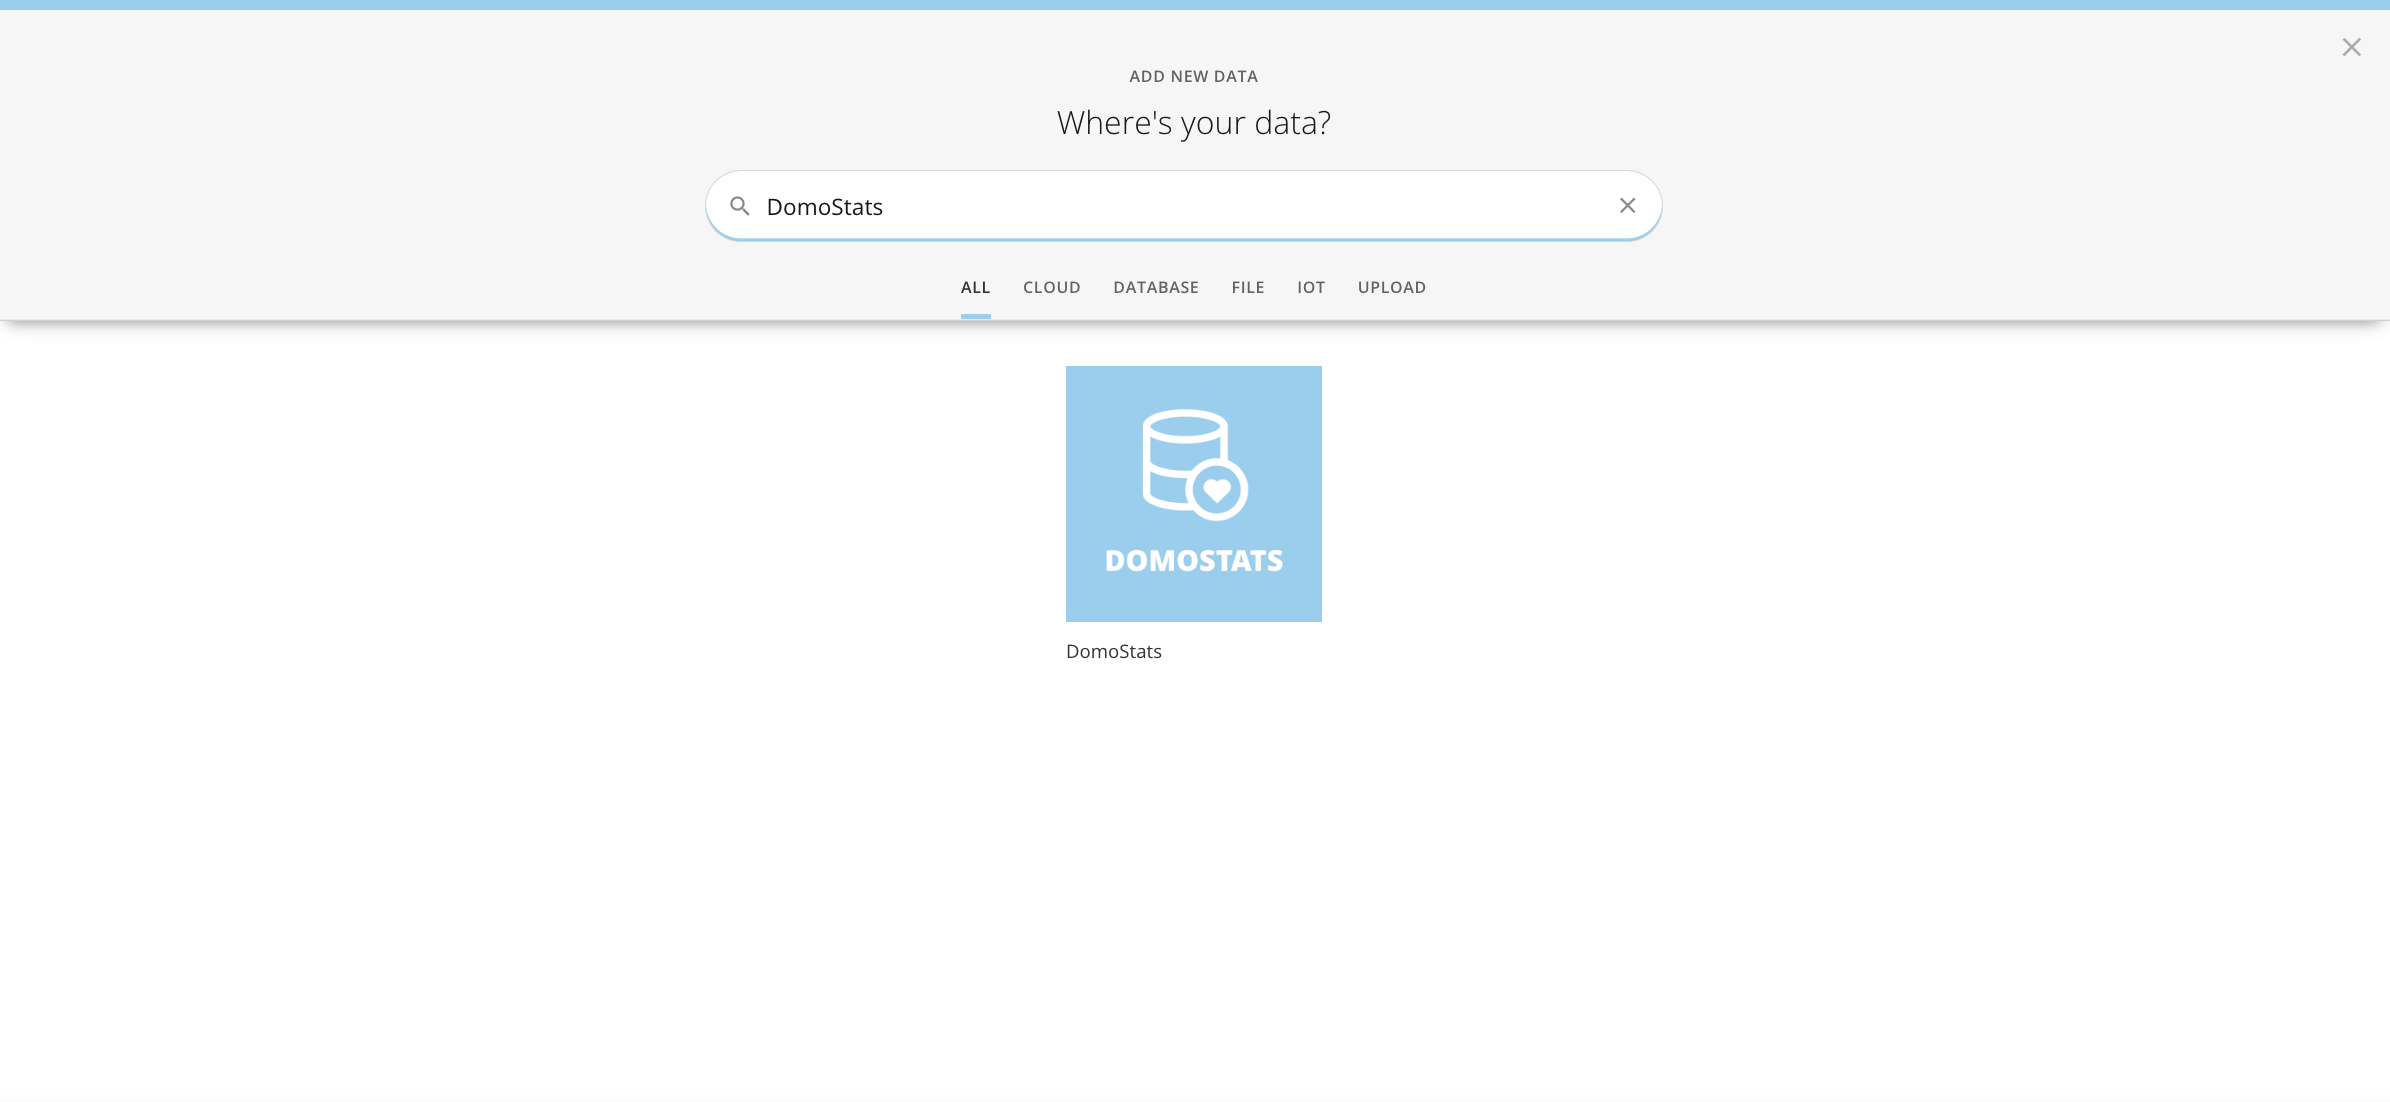 ADD NEW DATA
Where's your data?
DomoStats
ALL CLOUD DATABASE FILE IOT UPLOAD
DOMOSTATS
DomoStats